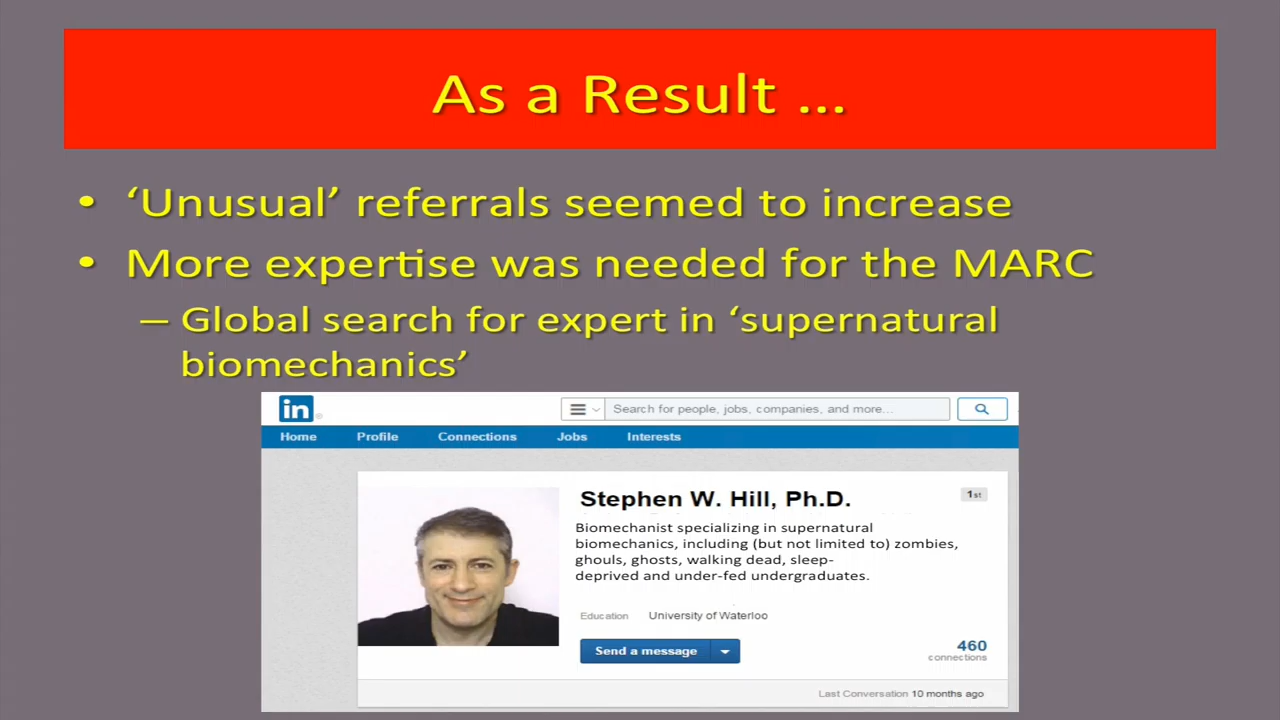 As a Result ...
• ‘Unusual’ referrals seemed to increase
• More expertise was needed for the MARC
– Global search for expert in ‘supernatural
biomechanics’
in
Search for people, jobs, companies, and more...
Home Profile Connections Jobs Interests
Stephen W. Hill, Ph.D.
1st
Biomechanist specializing in supernatural
biomechanics, including (but not limited to) zombies,
ghouls, ghosts, walking dead, sleep-
deprived and under-fed undergraduates.
Education University of Waterloo
Send a message
460
connections
Last Conversation 10 months ago